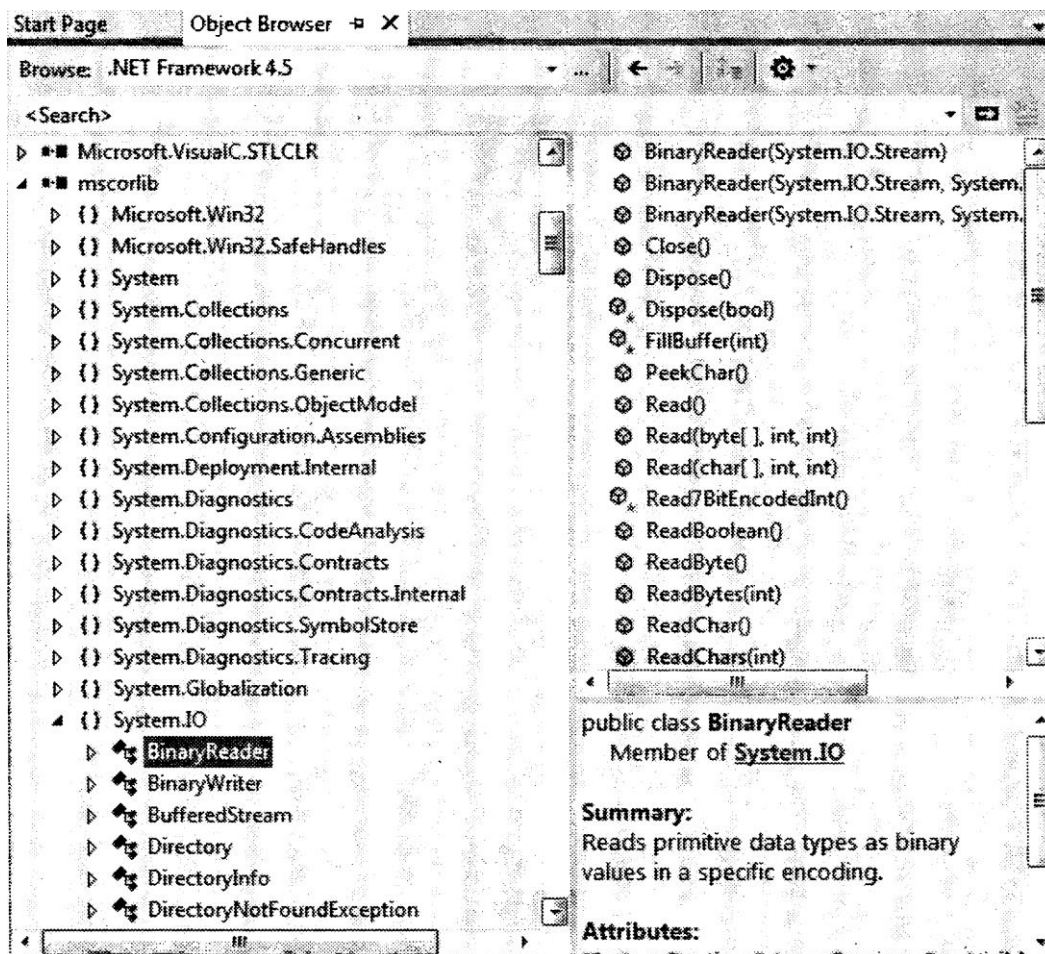 Start Page
Object Browser
Browse: .NET Framework 4.5
...
<Search>
Microsoft.VisualC.STLCLR
mscorlib
{} Microsoft.Win32
{} Microsoft.Win32.SafeHandles
{} System
{} System.Collections
{} System.Collections.Concurrent
{} System.Collections.Generic
{} System.Collections.ObjectModel
{} System.Configuration.Assemblies
{} System.Deployment.Internal
{} System.Diagnostics
{} System.Diagnostics.CodeAnalysis
{} System.Diagnostics.Contracts
{} System.Diagnostics.Contracts.Internal
{} System.Diagnostics.SymbolStore
{} System.Diagnostics.Tracing
{} System.Globalization
{} System.IO
BinaryReader
BinaryWriter
BufferedStream
Directory
DirectoryInfo
DirectoryNotFoundException
BinaryReader(System.IO.Stream)
BinaryReader(System.IO.Stream, System.
BinaryReader(System.IO.Stream, System.
Close()
Dispose()
Dispose(bool)
FillBuffer(int)
PeekChar()
Read()
Read(byte[ ], int, int)
Read(char[ ], int, int)
Read7BitEncodedInt()
ReadBoolean()
ReadByte()
ReadBytes(int)
ReadChar()
ReadChars(int)
public class BinaryReader
Member of System.IO
Summary:
Reads primitive data types as binary
values in a specific encoding.
Attributes: